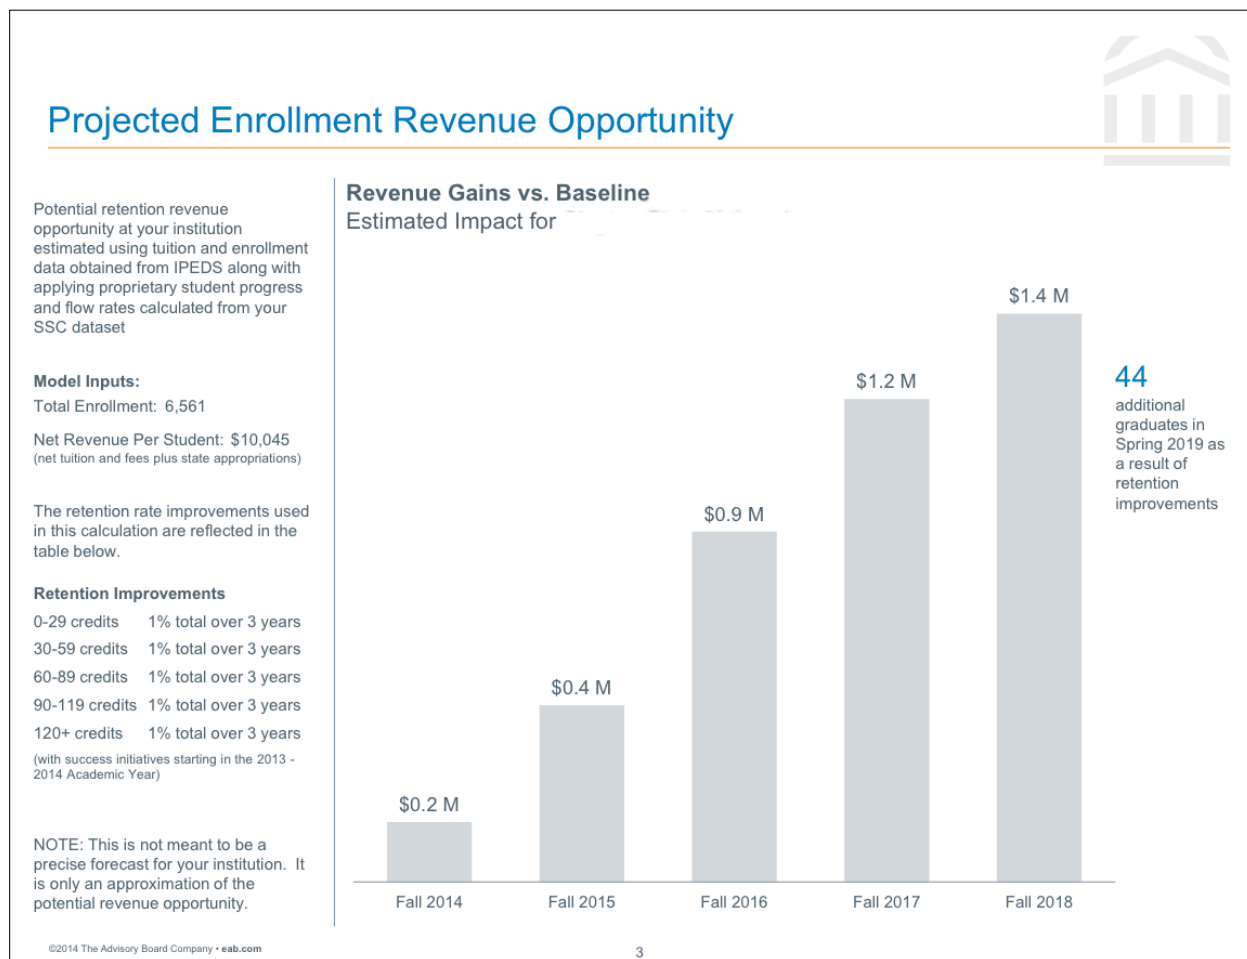 Projected Enrollment Revenue Opportunity
Potential retention revenue
opportunity at your institution
estimated using tuition and enrollment
data obtained from IPEDS along with
applying proprietary student progress
and flow rates calculated from your
SSC dataset
Model Inputs:
Total Enrollment: 6,561
Net Revenue Per Student: $10,045
(net tuition and fees plus state appropriations)
The retention rate improvements used
in this calculation are reflected in the
table below.
Retention Improvements
0-29 credits 1% total over 3 years
30-59 credits 1% total over 3 years
60-89 credits 1% total over 3 years
90-119 credits 1% total over 3 years
120+ credits 1% total over 3 years
(with success initiatives starting in the 2013 -
2014 Academic Year)
NOTE: This is not meant to be a
precise forecast for your institution. It
is only an approximation of the
potential revenue opportunity.
Revenue Gains vs. Baseline
Estimated Impact for
$0.2 M
$0.4 M
$0.9 M
$1.2 M
$1.4 M
Fall 2014
Fall 2015
Fall 2016
Fall 2017
Fall 2018
44
additional
graduates in
Spring 2019 as
a result of
retention
improvements
©2014 The Advisory Board Company • eab.com
3